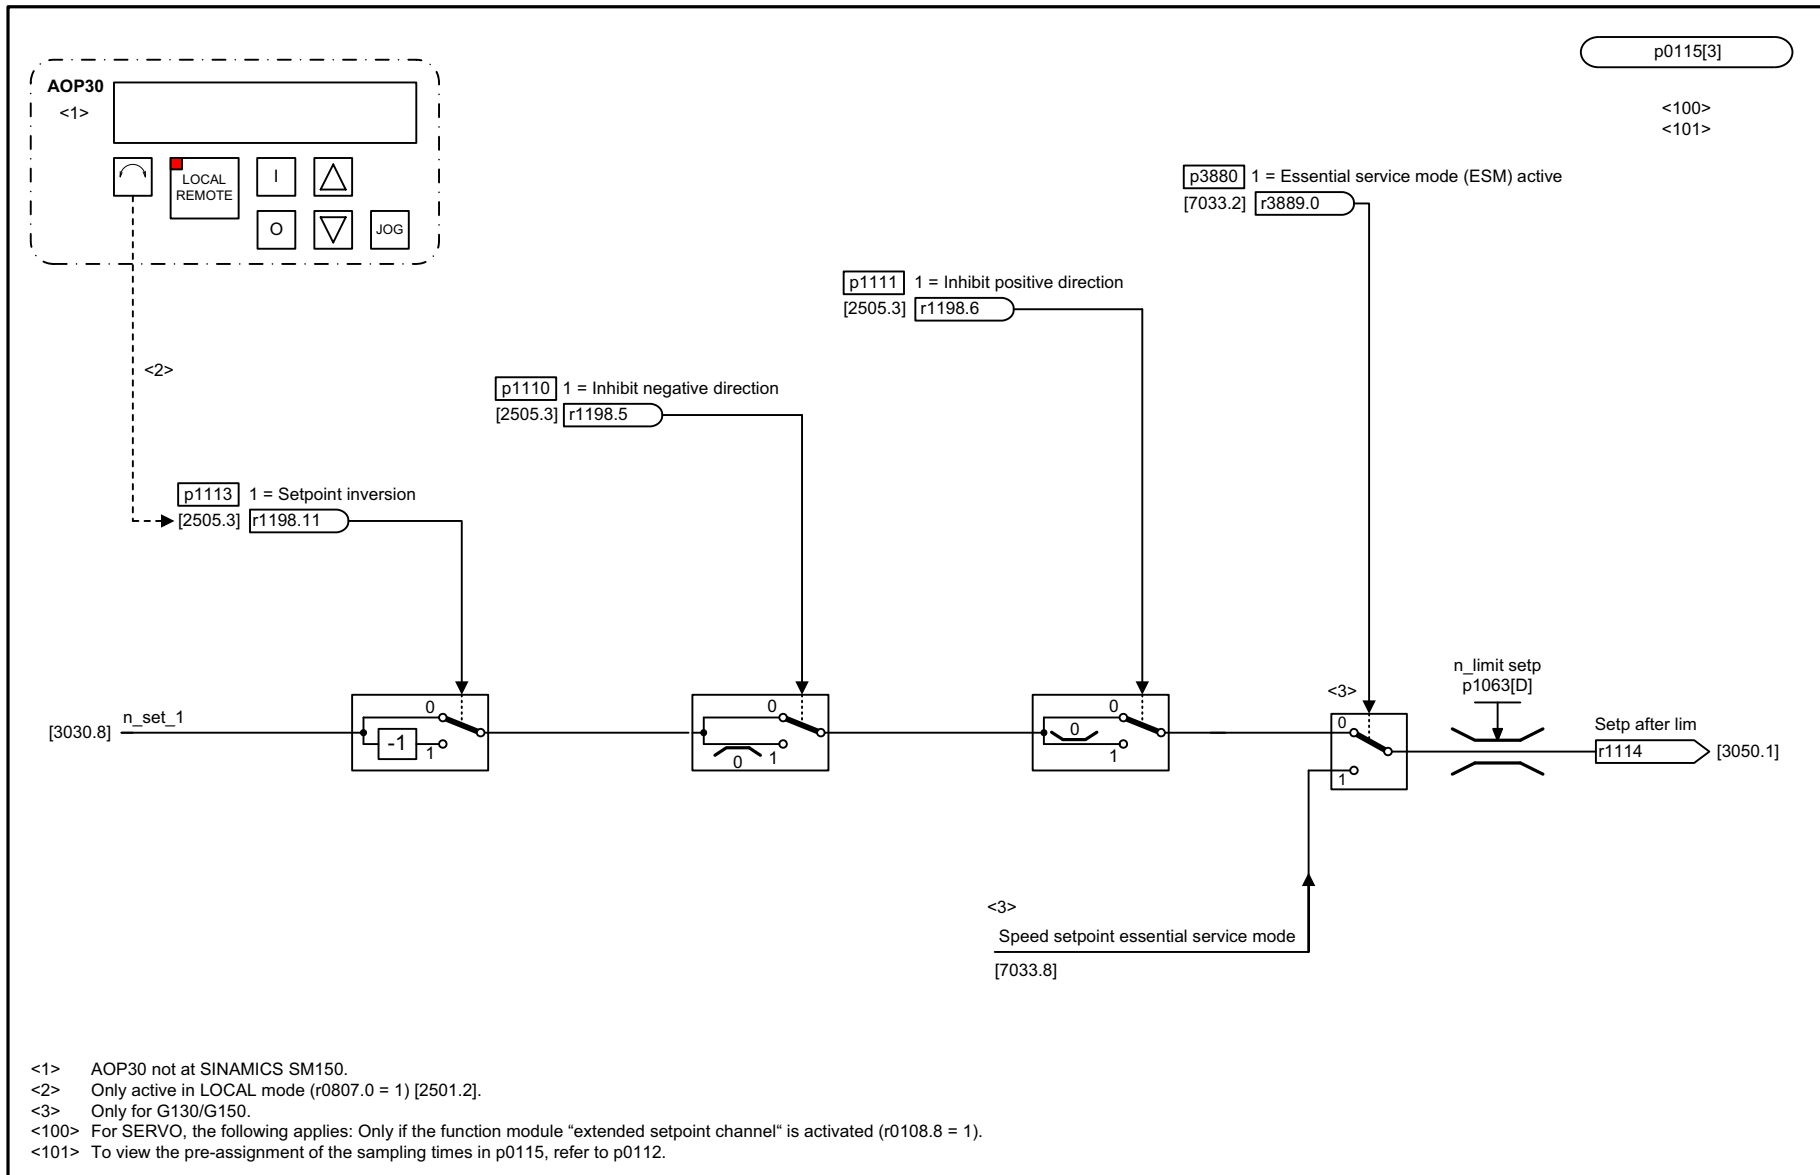 p0115[3]
<100>
<101>
AOP30
<1>
LOCAL
REMOTE
I
O
JOG
<2>
p3880 1 = Essential service mode (ESM) active
[7033.2] r3889.0
p1111 1 = Inhibit positive direction
[2505.3] r1198.6
p1110 1 = Inhibit negative direction
[2505.3] r1198.5
p1113 1 = Setpoint inversion
[2505.3] r1198.11
[3030.8] n_set_1
0
-1
1
0
0
1
0
0
1
<3>
0
1
n_limit setp
p1063[D]
Setp after lim
r1114 [3050.1]
<3>
Speed setpoint essential service mode
[7033.8]
<1> AOP30 not at SINAMICS SM150.
<2> Only active in LOCAL mode (r0807.0 = 1) [2501.2].
<3> Only for G130/G150.
<100> For SERVO, the following applies: Only if the function module “extended setpoint channel“ is activated (r0108.8 = 1).
<101> To view the pre-assignment of the sampling times in p0115, refer to p0112.